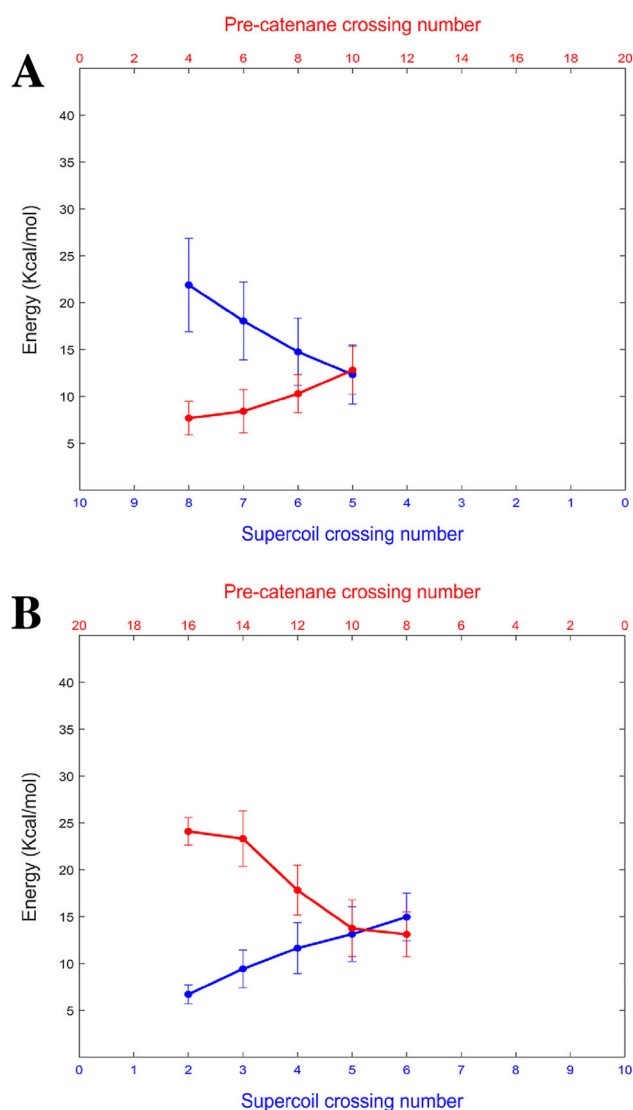 Pre-catenane crossing number
A
0 2 4 6 8 10 12 14 16 18 20
40
35
30
25
20
15
10
5
Energy (Kcal/mol)
10 9 8 7 6 5 4 3 2 1 0
Supercoil crossing number
Pre-catenane crossing number
B
20 18 16 14 12 10 8 6 4 2 0
40
35
30
25
20
15
10
5
Energy (Kcal/mol)
0 1 2 3 4 5 6 7 8 9 10
Supercoil crossing number